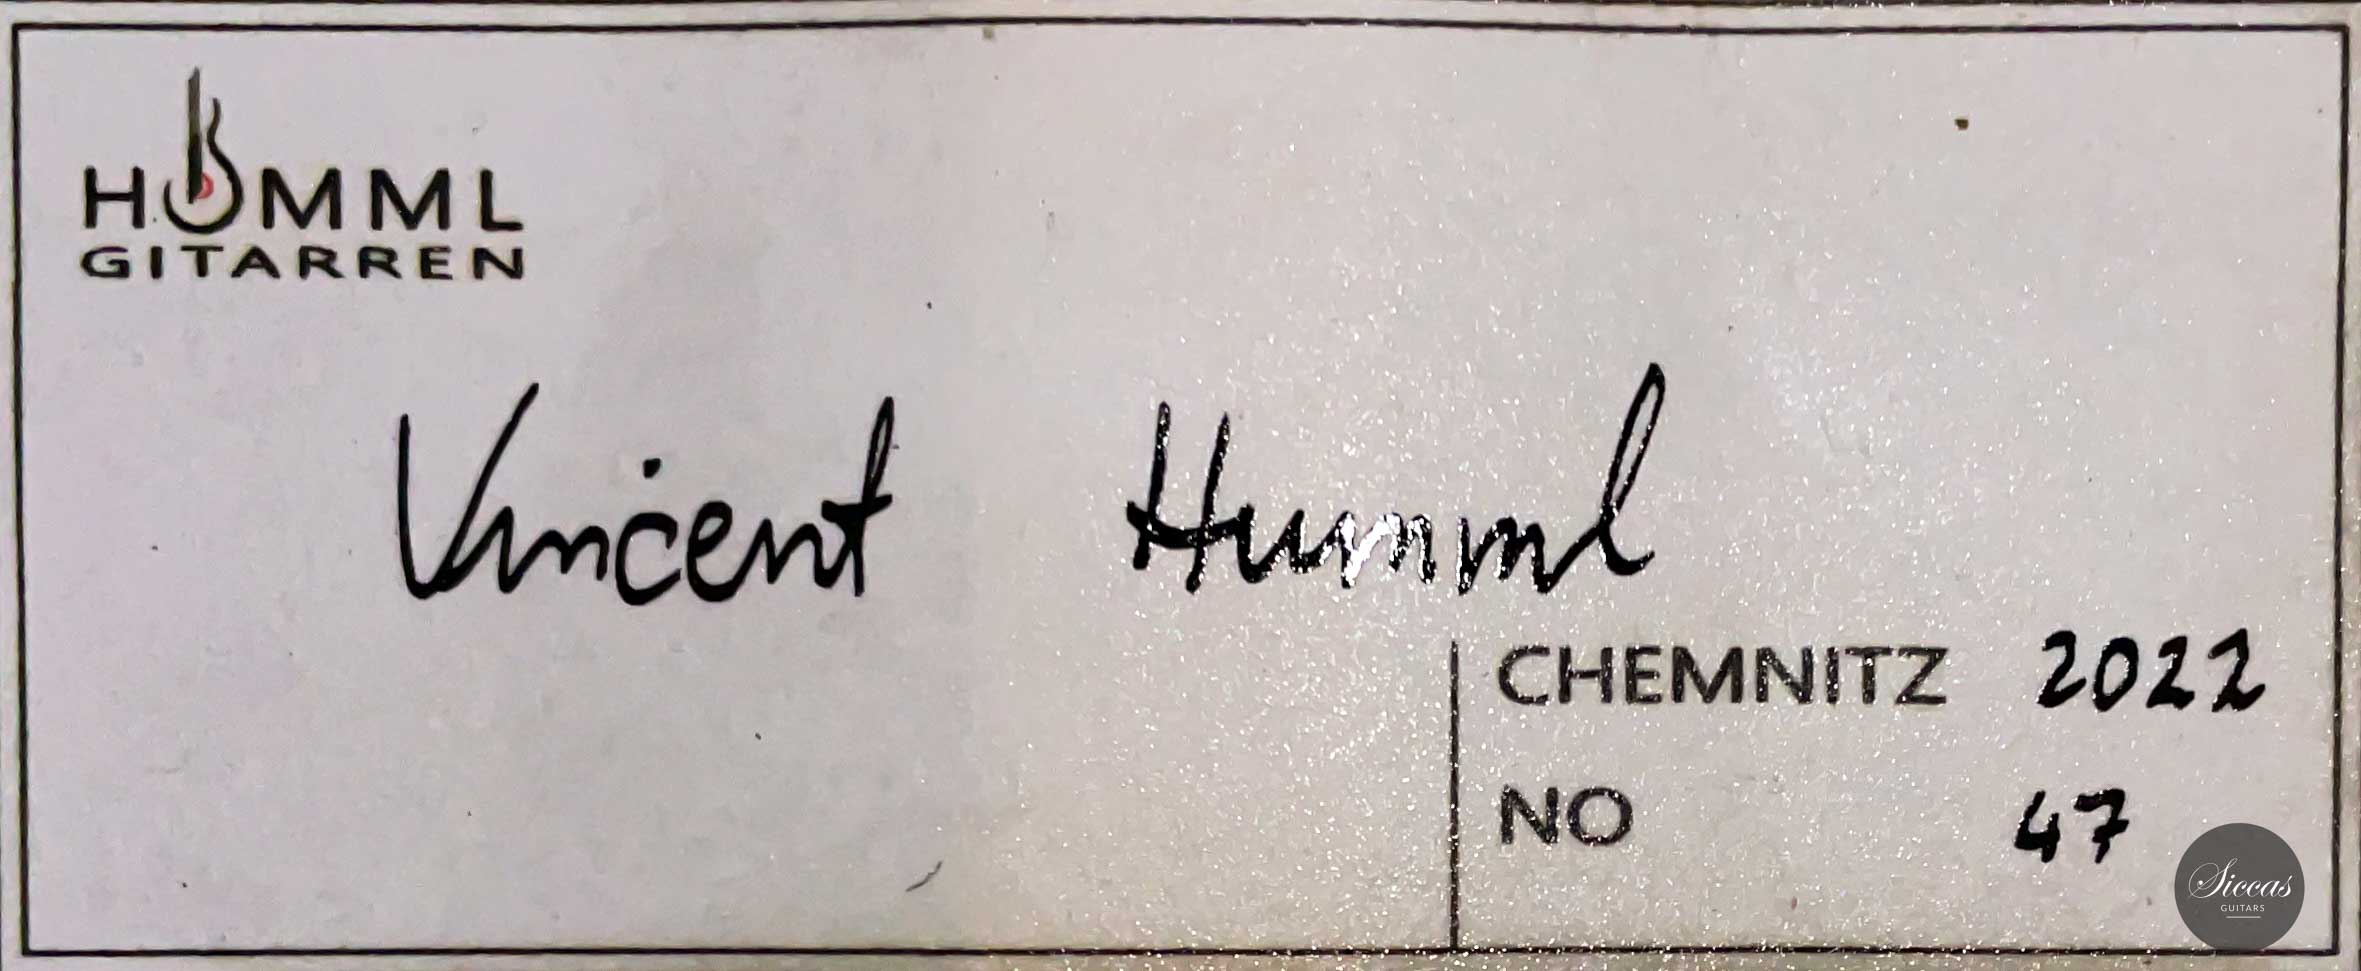 HUMML
GITARREN
Vincent Humml
CHEMNITZ 2022
NO 47
Siccas
GUITARS